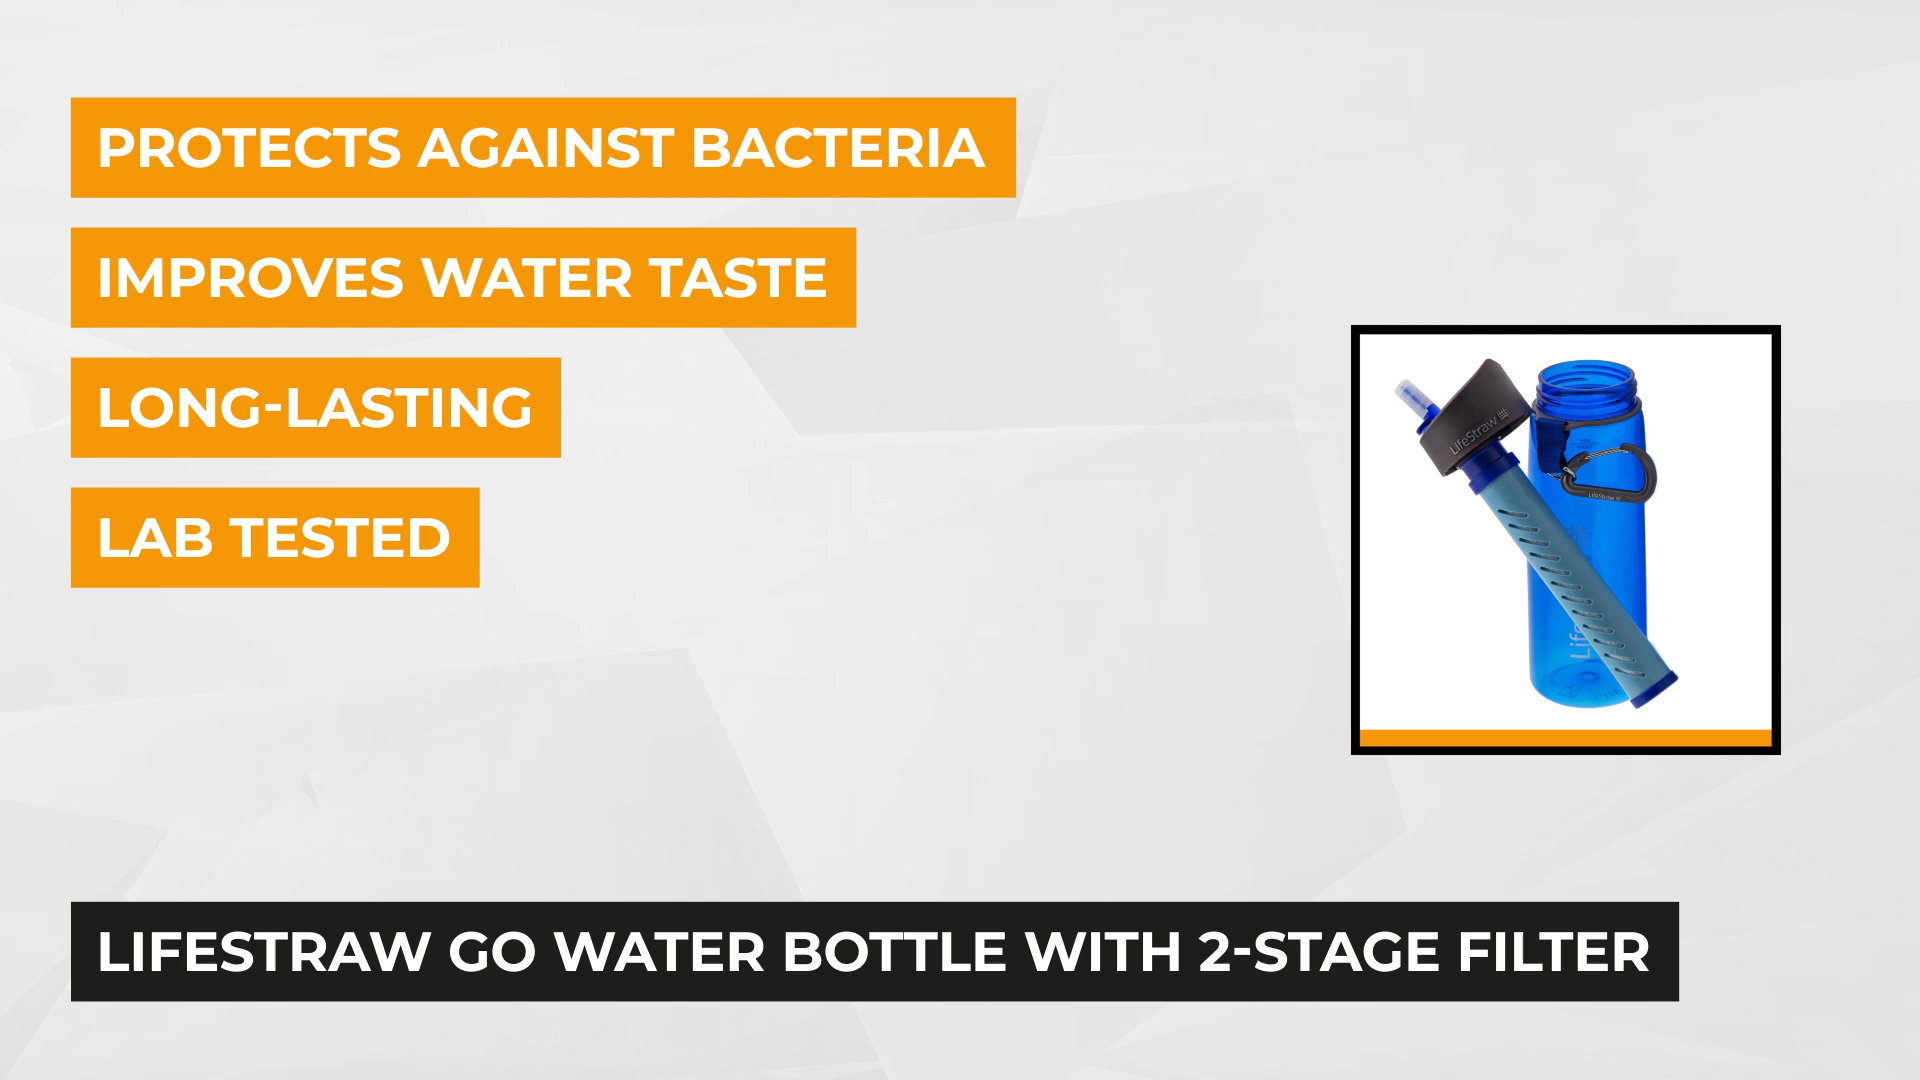 PROTECTS AGAINST BACTERIA
IMPROVES WATER TASTE
LONG-LASTING
LAB TESTED
LifeStraw
LifeStraw
LIFESTRAW GO WATER BOTTLE WITH 2-STAGE FILTER